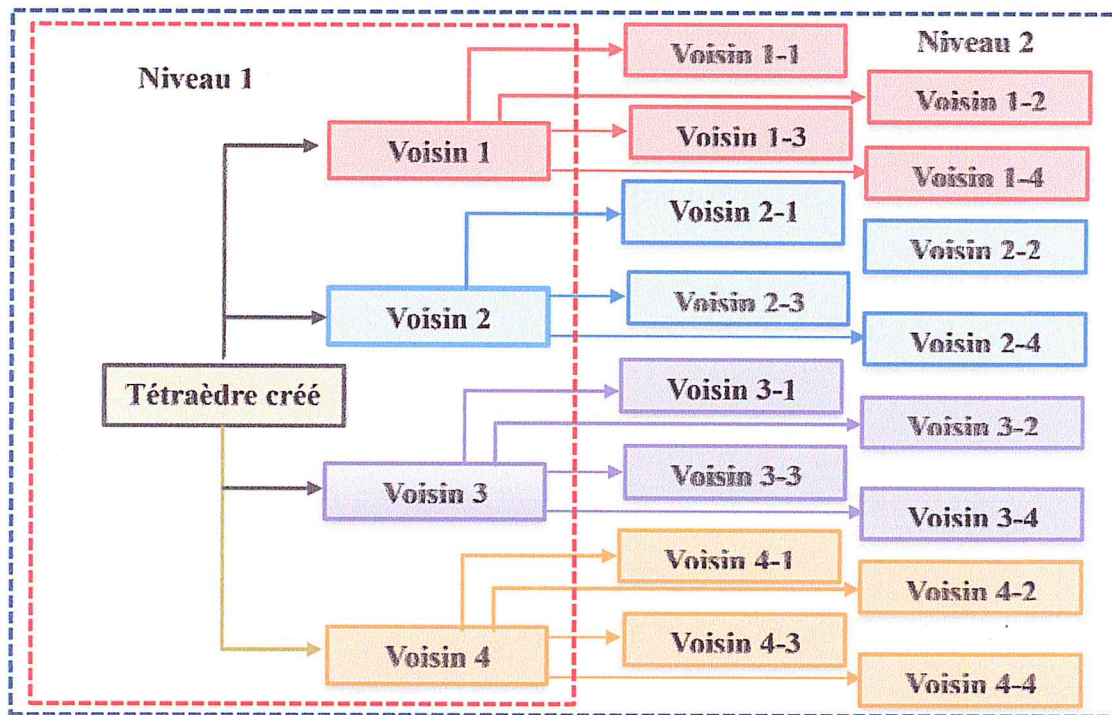 Niveau 1
Niveau 2
Voisin 1-1
Voisin 1-2
Voisin 1
Voisin 1-3
Voisin 1-4
Voisin 2-1
Voisin 2-2
Voisin 2
Voisin 2-3
Voisin 2-4
Tétraèdre créé
Voisin 3-1
Voisin 3-2
Voisin 3
Voisin 3-3
Voisin 3-4
Voisin 4-1
Voisin 4-2
Voisin 4
Voisin 4-3
Voisin 4-4